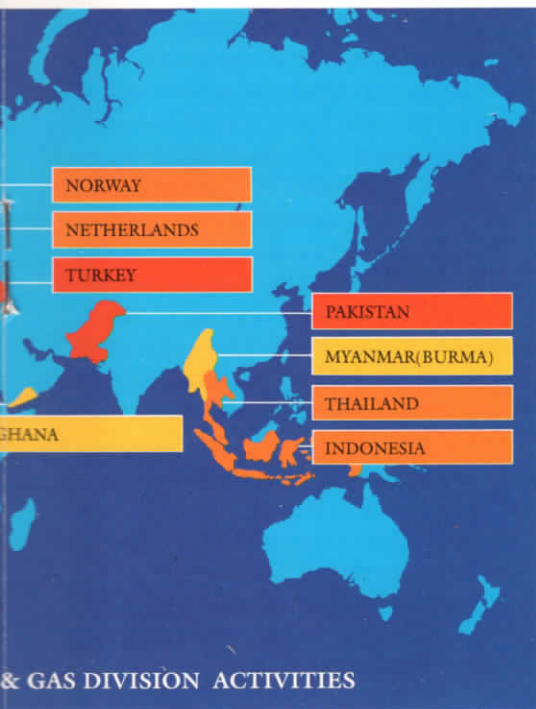 NORWAY
NETHERLANDS
TURKEY
PAKISTAN
MYANMAR(BURMA)
THAILAND
GHANA
INDONESIA
& GAS DIVISION ACTIVITIES